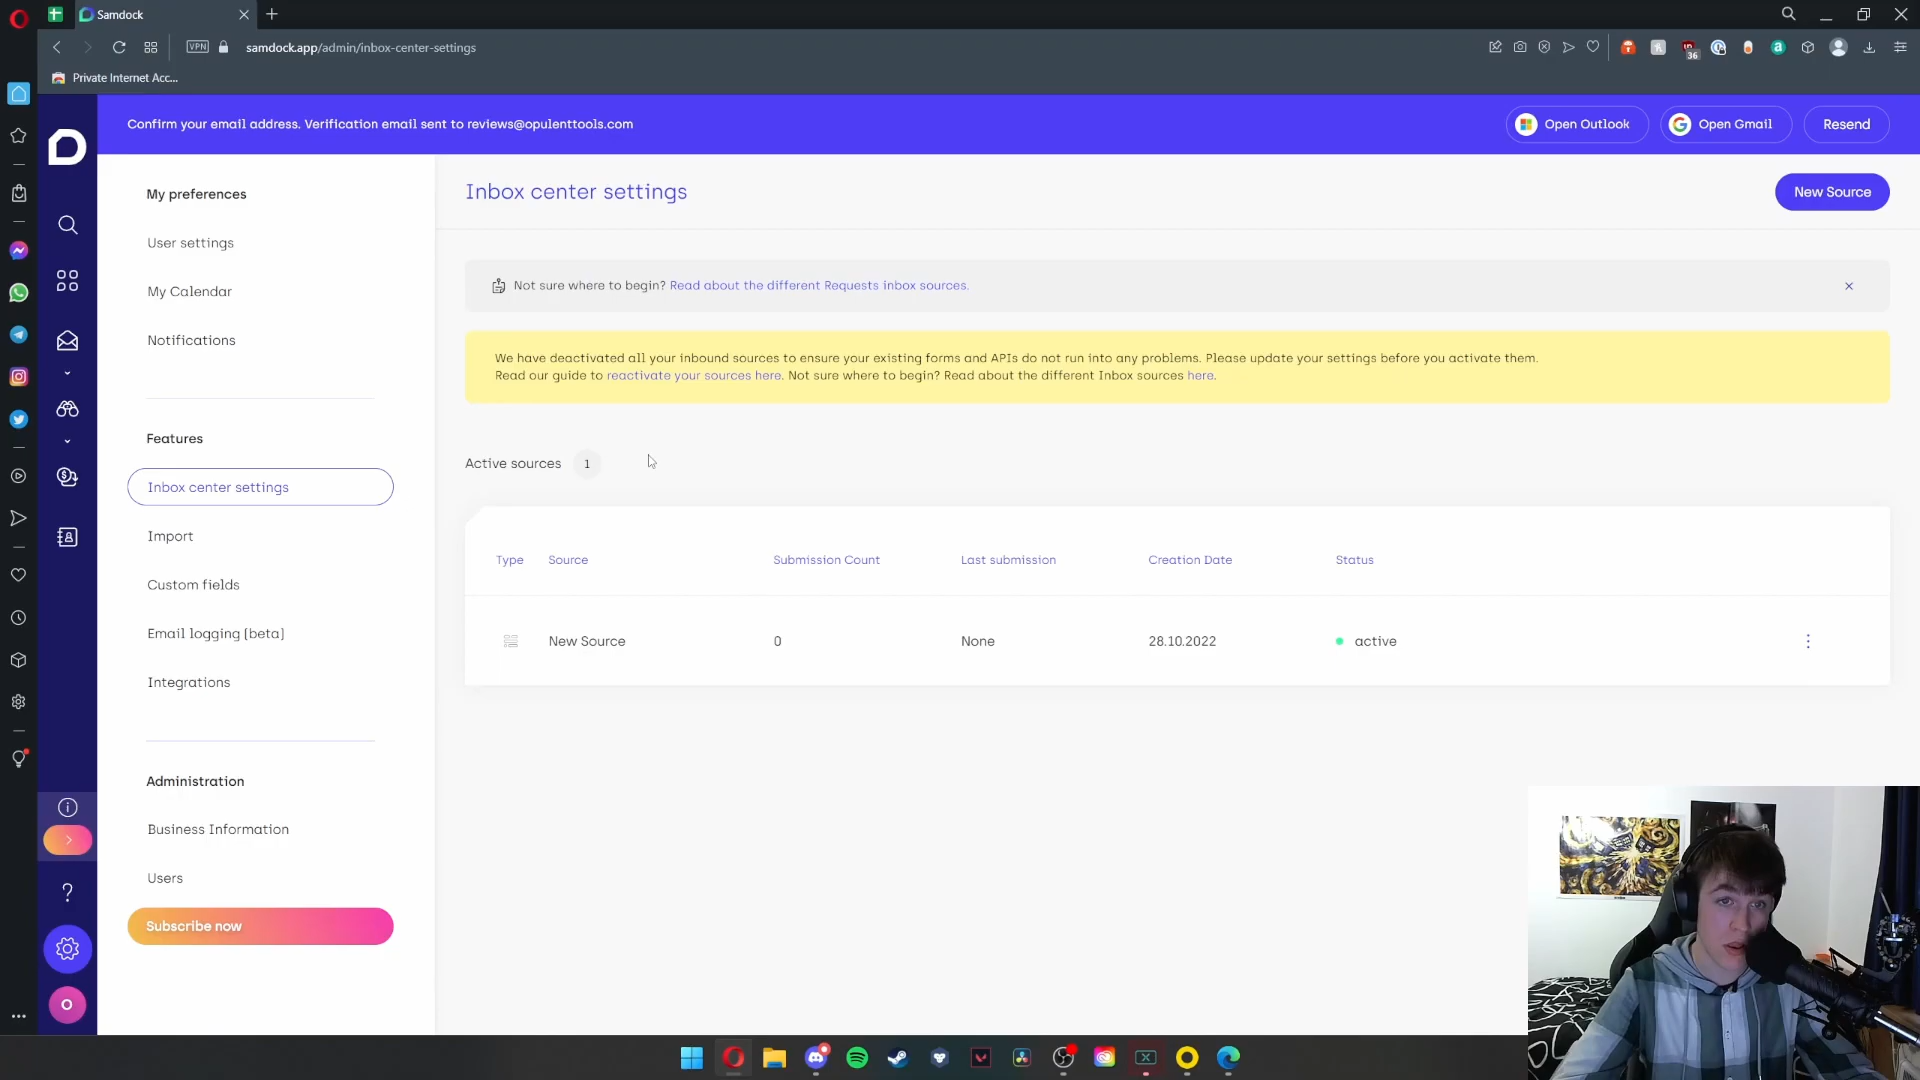 Samdock
VPN
samdock.app/admin/inbox-center-settings
36
Private Internet Acc...
Confirm your email address. Verification email sent to reviews@opulenttools.com
Open Outlook
Open Gmail
Resend
My preferences
User settings
My Calendar
Notifications
Features
Inbox center settings
Import
Custom fields
Email logging [beta]
Integrations
Administration
Business Information
Users
Subscribe now
O
Inbox center settings
New Source
Not sure where to begin? Read about the different Requests inbox sources.
We have deactivated all your inbound sources to ensure your existing forms and APIs do not run into any problems. Please update your settings before you activate them.
Read our guide to reactivate your sources here. Not sure where to begin? Read about the different Inbox sources here.
Active sources 1
Type Source Submission Count Last submission Creation Date Status
New Source 0 None 28.10.2022 active